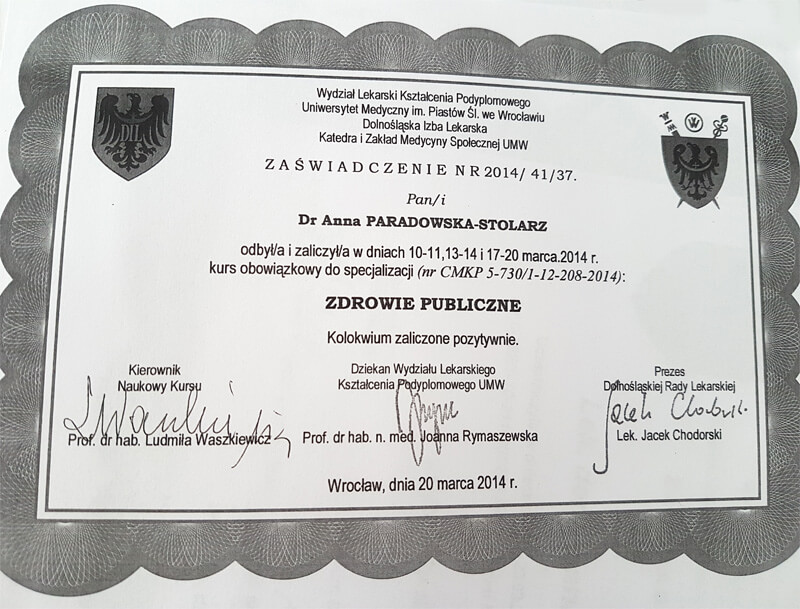 Wydział Lekarski Kształcenia Podyplomowego
Uniwersytet Medyczny im. Piastów Śl. we Wrocławiu
Dolnośląska Izba Lekarska
Katedra i Zakład Medycyny Społecznej UMW
DIL
W
ZAŚWIADCZENIE NR 2014/ 41/37.
Pan/i
Dr Anna PARADOWSKA-STOLARZ
odbył/a i zaliczył/a w dniach 10-11,13-14 i 17-20 marca.2014 r.
kurs obowiązkowy do specjalizacji (nr CMKP 5-730/1-12-208-2014):
ZDROWIE PUBLICZNE
Kolokwium zaliczone pozytywnie.
Kierownik
Naukowy Kursu
Prof. dr hab. Ludmiła Waszkiewicz
Dziekan Wydziału Lekarskiego
Kształcenia Podyplomowego UMW
Prof. dr hab. n. med. Joanna Rymaszewska
Prezes
Dolnośląskiej Rady Lekarskiej
Jacek Chodorski
Lek. Jacek Chodorski
Wrocław, dnia 20 marca 2014 r.